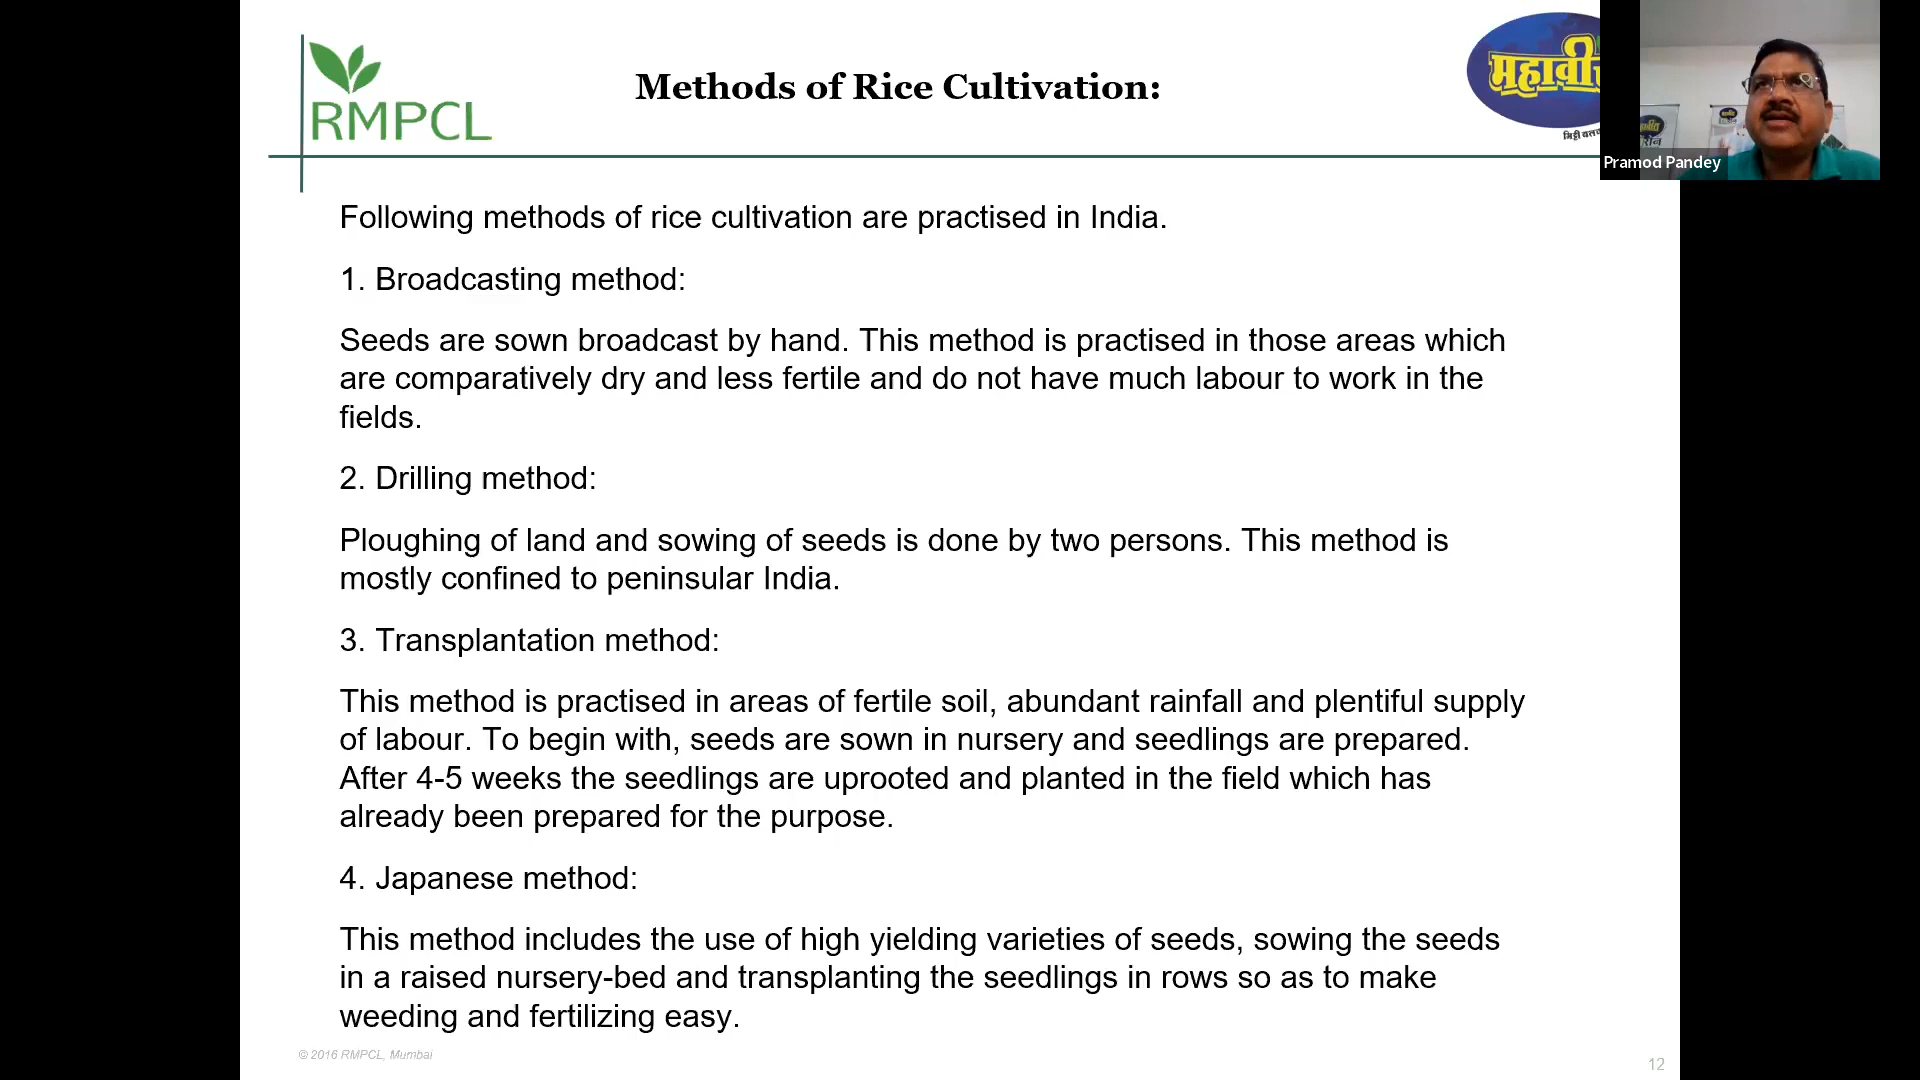 RMPCL
Methods of Rice Cultivation:
Pramod Pandey
Following methods of rice cultivation are practised in India.
1. Broadcasting method:
Seeds are sown broadcast by hand. This method is practised in those areas which
are comparatively dry and less fertile and do not have much labour to work in the
fields.
2. Drilling method:
Ploughing of land and sowing of seeds is done by two persons. This method is
mostly confined to peninsular India.
3. Transplantation method:
This method is practised in areas of fertile soil, abundant rainfall and plentiful supply
of labour. To begin with, seeds are sown in nursery and seedlings are prepared.
After 4-5 weeks the seedlings are uprooted and planted in the field which has
already been prepared for the purpose.
4. Japanese method:
This method includes the use of high yielding varieties of seeds, sowing the seeds
in a raised nursery-bed and transplanting the seedlings in rows so as to make
weeding and fertilizing easy.
© 2016 RMPCL, Mumbai
12